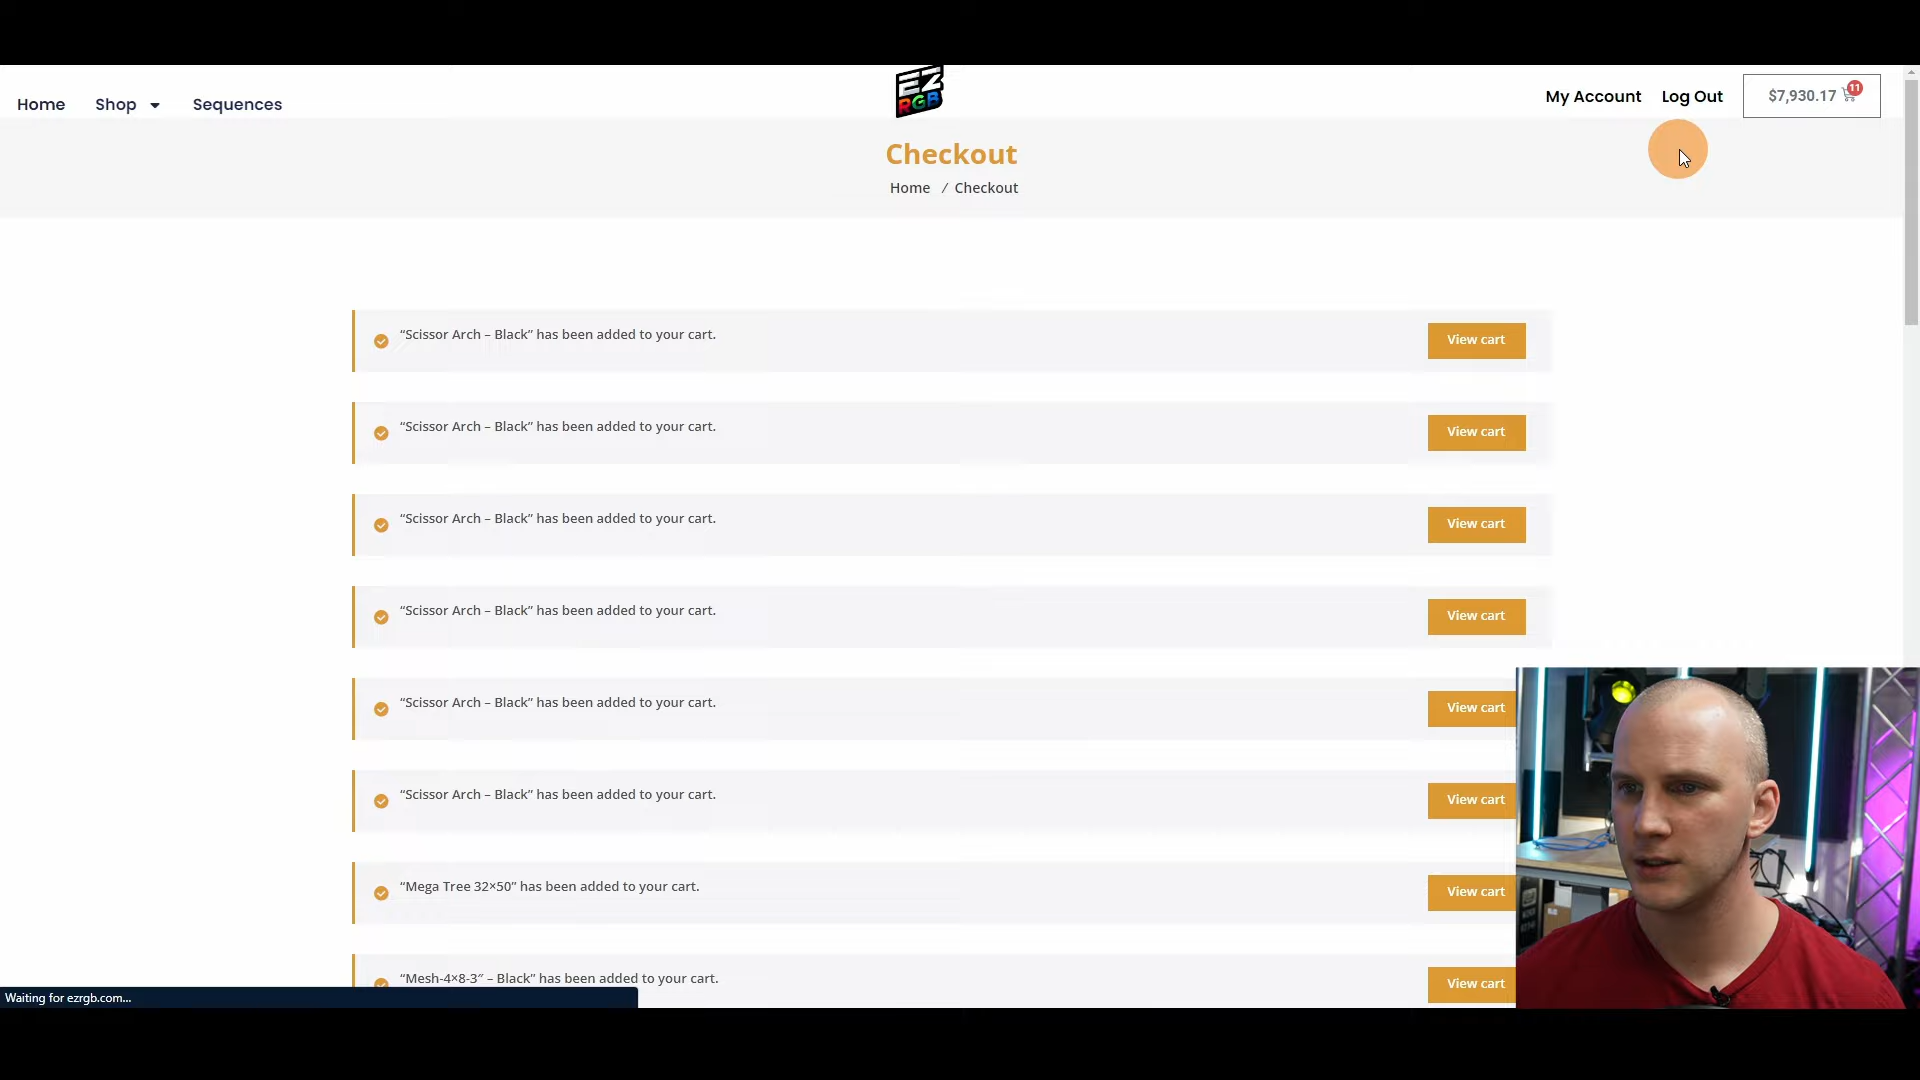 Home Shop Sequences
EZ
RGB
My Account Log Out $7,930.17 11
Checkout
Home / Checkout
“Scissor Arch – Black” has been added to your cart. View cart
“Scissor Arch – Black” has been added to your cart. View cart
“Scissor Arch – Black” has been added to your cart. View cart
“Scissor Arch – Black” has been added to your cart. View cart
“Scissor Arch – Black” has been added to your cart. View cart
“Scissor Arch – Black” has been added to your cart. View cart
“Mega Tree 32×50” has been added to your cart. View cart
“Mesh-4×8-3″ – Black” has been added to your cart. View cart
Waiting for ezrgb.com...